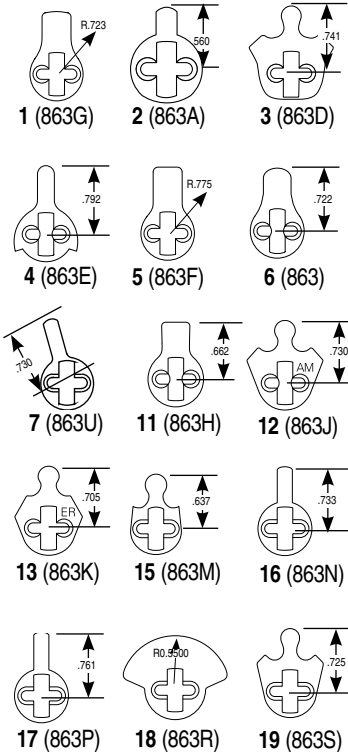 R.723
.560
.741
1 (863G) 2 (863A) 3 (863D)
.792
R.775
.722
4 (863E) 5 (863F) 6 (863)
.730
.662
.730
AM
7 (863U) 11 (863H) 12 (863J)
.705
ER
.637
.733
13 (863K) 15 (863M) 16 (863N)
.761
R0.5500
.725
17 (863P) 18 (863R) 19 (863S)